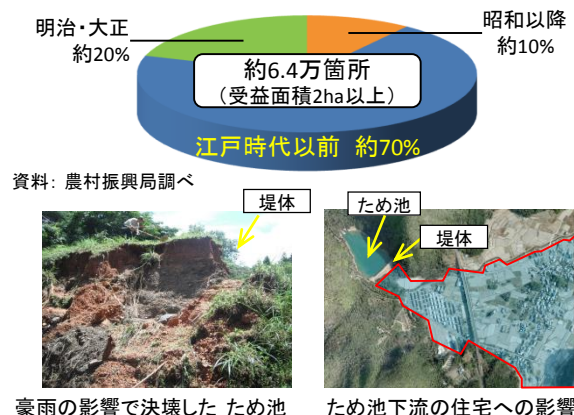 明治・大正
約20%
昭和以降
約10%
約6.4万箇所
（受益面積2ha以上）
江戸時代以前 約70%
資料: 農村振興局調べ
堤体
ため池
堤体
豪雨の影響で決壊した ため池
ため池下流の住宅への影響